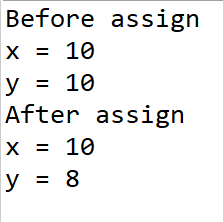 Before assign
x = 10
y = 10
After assign
x = 10
y = 8